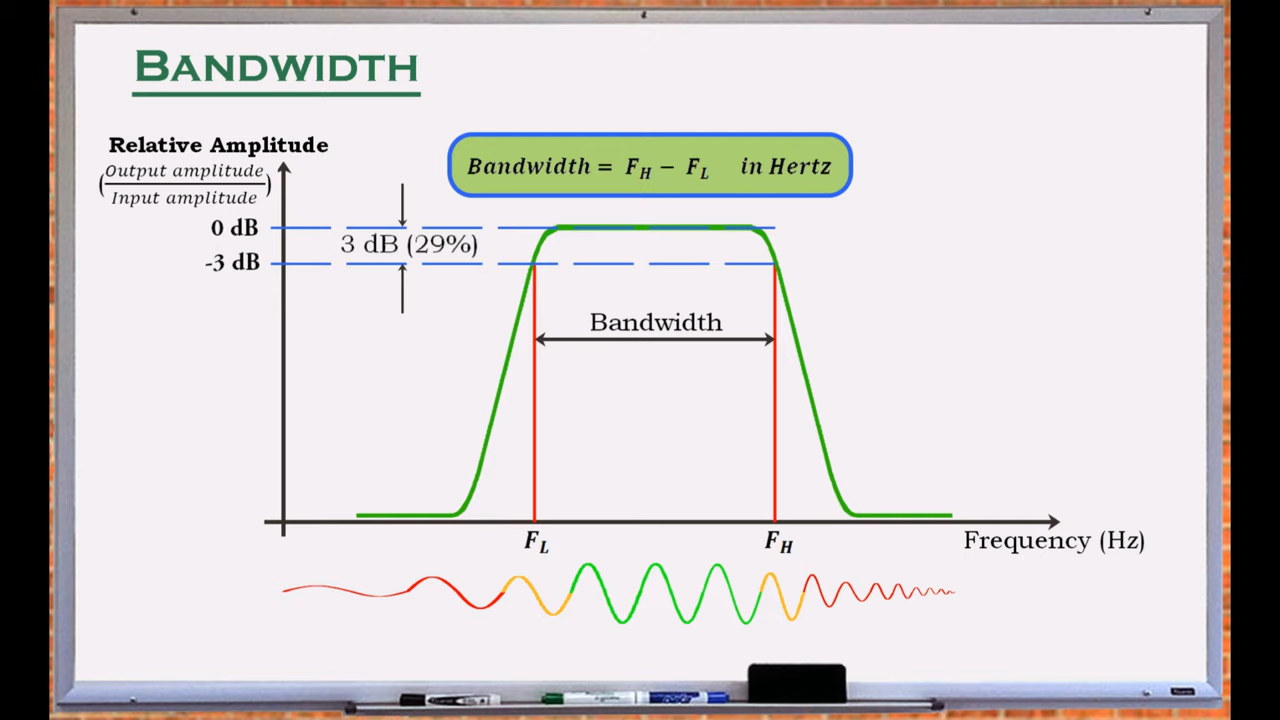 BANDWIDTH
Relative Amplitude
(Output amplitude / Input amplitude)
Bandwidth = F_H − F_L in Hertz
0 dB
3 dB (29%)
-3 dB
Bandwidth
F_L
F_H
Frequency (Hz)